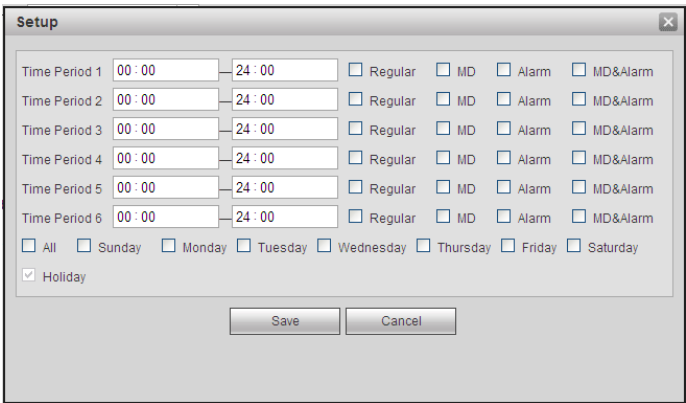 Setup
Time Period 1 00:00 — 24:00 Regular MD Alarm MD&Alarm
Time Period 2 00:00 — 24:00 Regular MD Alarm MD&Alarm
Time Period 3 00:00 — 24:00 Regular MD Alarm MD&Alarm
Time Period 4 00:00 — 24:00 Regular MD Alarm MD&Alarm
Time Period 5 00:00 — 24:00 Regular MD Alarm MD&Alarm
Time Period 6 00:00 — 24:00 Regular MD Alarm MD&Alarm
All Sunday Monday Tuesday Wednesday Thursday Friday Saturday
Holiday
Save Cancel